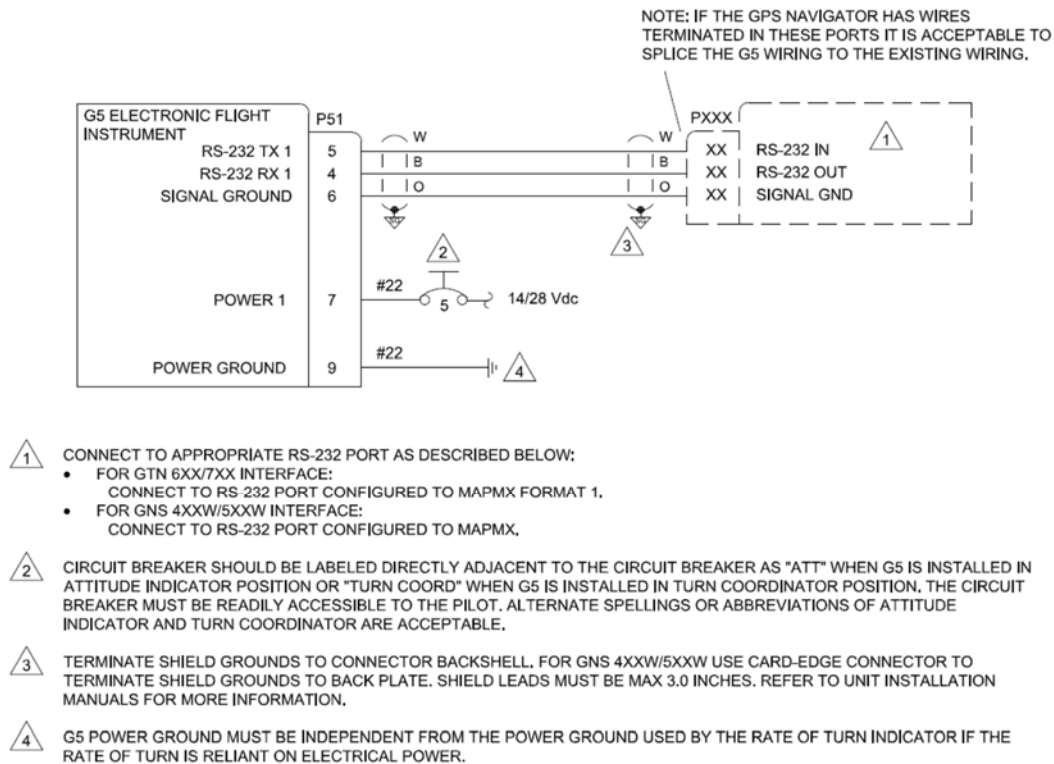 NOTE: IF THE GPS NAVIGATOR HAS WIRES
TERMINATED IN THESE PORTS IT IS ACCEPTABLE TO
SPLICE THE G5 WIRING TO THE EXISTING WIRING.
G5 ELECTRONIC FLIGHT
INSTRUMENT
P51
PXXX
1
W
W
RS-232 TX 1 5
XX RS-232 IN
B
B
RS-232 RX 1 4
XX RS-232 OUT
O
O
SIGNAL GROUND 6
XX SIGNAL GND
2
3
#22
POWER 1 7
5
14/28 Vdc
#22
POWER GROUND 9
4
1 CONNECT TO APPROPRIATE RS-232 PORT AS DESCRIBED BELOW:
• FOR GTN 6XX/7XX INTERFACE:
CONNECT TO RS-232 PORT CONFIGURED TO MAPMX FORMAT 1.
• FOR GNS 4XXW/5XXW INTERFACE:
CONNECT TO RS-232 PORT CONFIGURED TO MAPMX.
2 CIRCUIT BREAKER SHOULD BE LABELED DIRECTLY ADJACENT TO THE CIRCUIT BREAKER AS "ATT" WHEN G5 IS INSTALLED IN
ATTITUDE INDICATOR POSITION OR "TURN COORD" WHEN G5 IS INSTALLED IN TURN COORDINATOR POSITION. THE CIRCUIT
BREAKER MUST BE READILY ACCESSIBLE TO THE PILOT. ALTERNATE SPELLINGS OR ABBREVIATIONS OF ATTITUDE
INDICATOR AND TURN COORDINATOR ARE ACCEPTABLE.
3 TERMINATE SHIELD GROUNDS TO CONNECTOR BACKSHELL. FOR GNS 4XXW/5XXW USE CARD-EDGE CONNECTOR TO
TERMINATE SHIELD GROUNDS TO BACK PLATE. SHIELD LEADS MUST BE MAX 3.0 INCHES. REFER TO UNIT INSTALLATION
MANUALS FOR MORE INFORMATION.
4 G5 POWER GROUND MUST BE INDEPENDENT FROM THE POWER GROUND USED BY THE RATE OF TURN INDICATOR IF THE
RATE OF TURN IS RELIANT ON ELECTRICAL POWER.